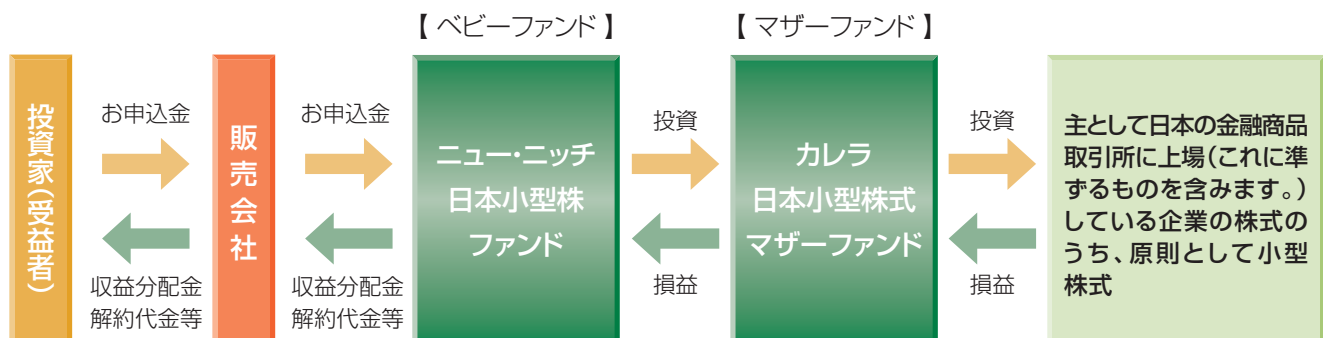 【 ベビーファンド 】
【 マザーファンド 】
投資家(受益者)
お申込金
収益分配金
解約代金等
販売会社
お申込金
収益分配金
解約代金等
ニュー・ニッチ
日本小型株
ファンド
投資
損益
カレラ
日本小型株式
マザーファンド
投資
損益
主として日本の金融商品
取引所に上場(これに準
ずるものを含みます。)
している企業の株式の
うち、原則として小型
株式